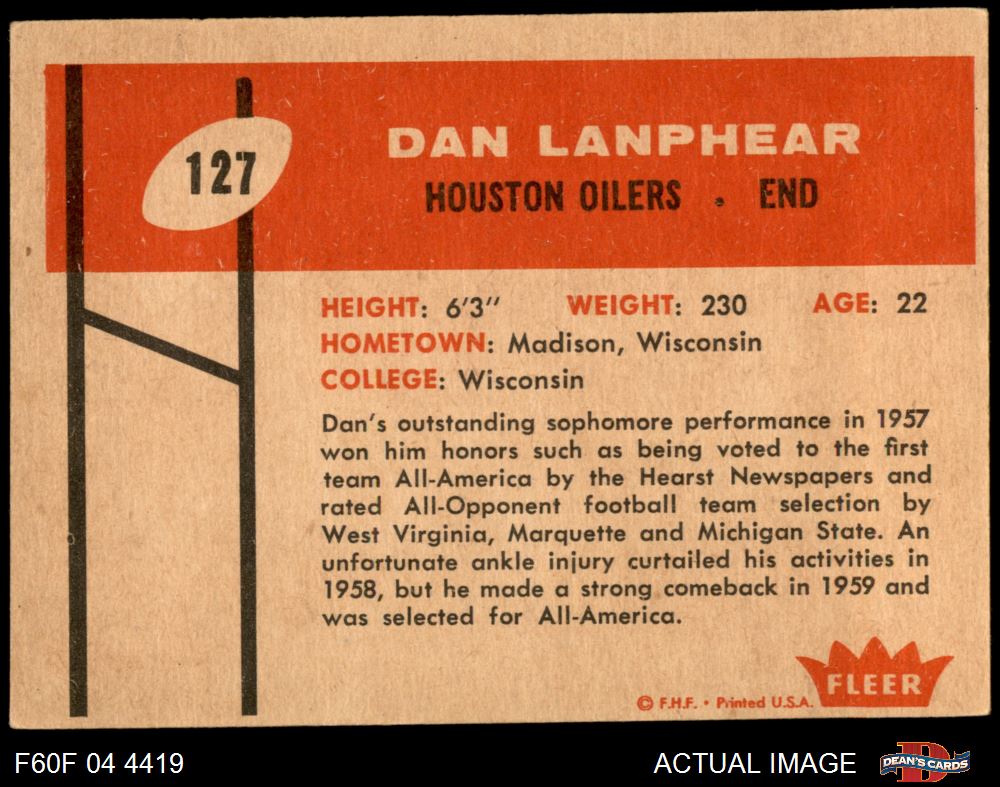 127
DAN LANPHEAR
HOUSTON OILERS . END
HEIGHT: 6'3" WEIGHT: 230 AGE: 22
HOMETOWN: Madison, Wisconsin
COLLEGE: Wisconsin
Dan's outstanding sophomore performance in 1957
won him honors such as being voted to the first
team All-America by the Hearst Newspapers and
rated All-Opponent football team selection by
West Virginia, Marquette and Michigan State. An
unfortunate ankle injury curtailed his activities in
1958, but he made a strong comeback in 1959 and
was selected for All-America.
FLEER
© F.H.F. • Printed U.S.A.
F60F 04 4419
ACTUAL IMAGE
D
DEAN'S CARDS